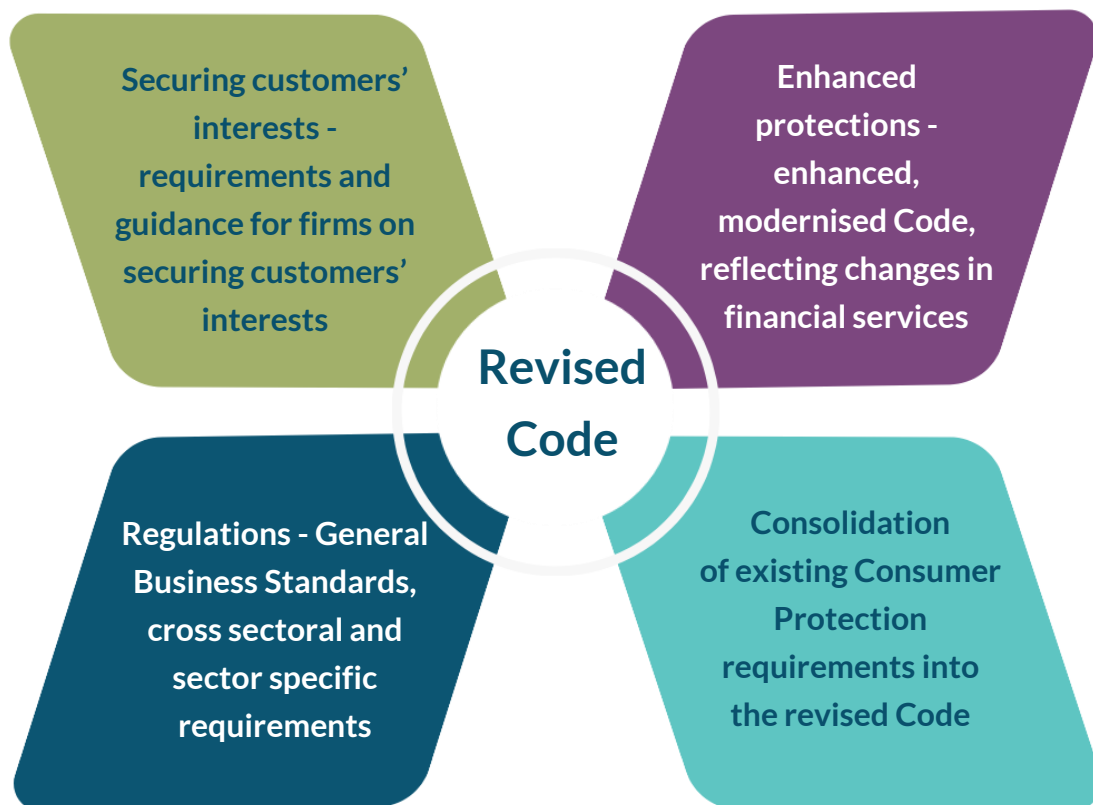 Securing customers’
interests -
requirements and
guidance for firms on
securing customers’
interests
Enhanced
protections -
enhanced,
modernised Code,
reflecting changes in
financial services
Revised
Code
Regulations - General
Business Standards,
cross sectoral and
sector specific
requirements
Consolidation
of existing Consumer
Protection
requirements into
the revised Code